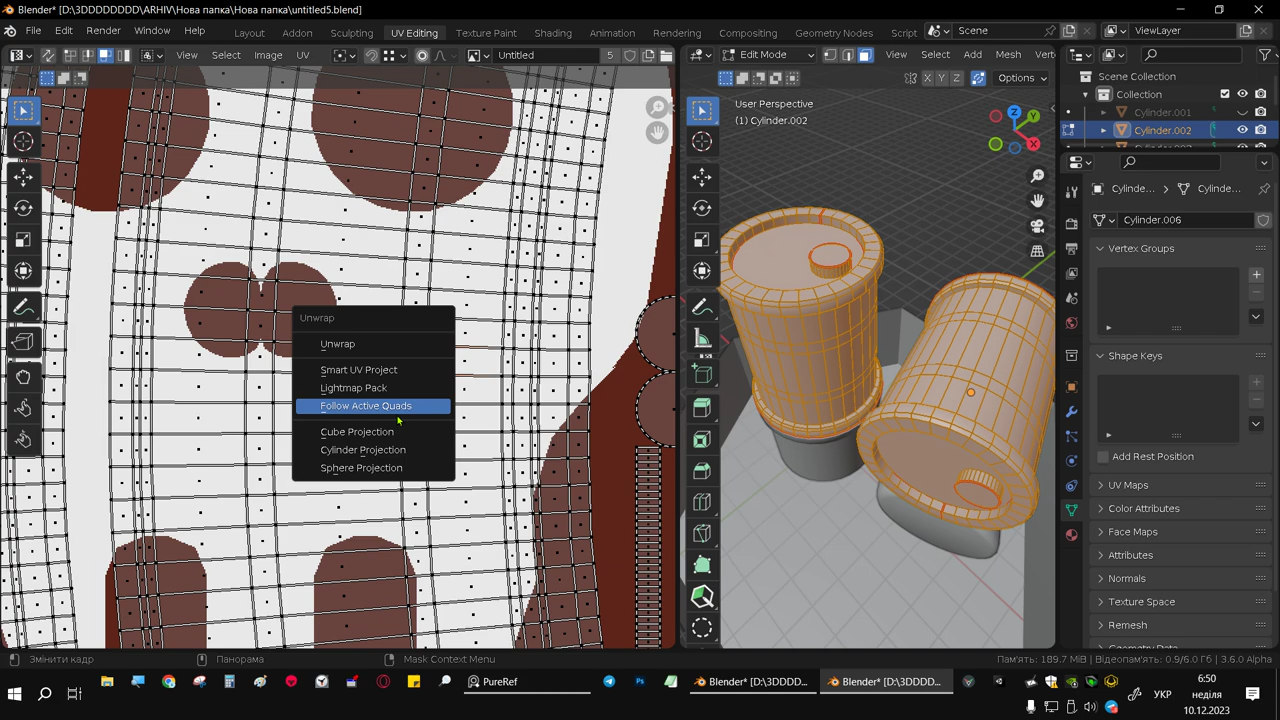 Blender* [D:\3DDDDDDDD\ARHIV\Нова папка\Нова папка\untitled5.blend]
File Edit Render Window Help Layout Addon Sculpting UV Editing Texture Paint Shading Animation Rendering Compositing Geometry Nodes Script Scene ViewLayer
View Select Image UV Untitled 5 Edit Mode View Select Add Mesh Vert
X Y Z Options
User Perspective
(1) Cylinder.002
Z Y X
Scene Collection
Collection
Cylinder.001
Cylinder.002
Cylinde... Cylinde...
Cylinder.006
Vertex Groups
Shape Keys
Add Rest Position
UV Maps
Color Attributes
Face Maps
Attributes
Normals
Texture Space
Remesh
Unwrap
Unwrap
Smart UV Project
Lightmap Pack
Follow Active Quads
Cube Projection
Cylinder Projection
Sphere Projection
Змінити кадр Панорама Mask Context Menu Пам'ять: 189.7 MiB | Відеопам'ят: 0.9/6.0 Гб | 3.6.0 Alpha
PureRef Ps Blender* [D:\3DDDD... Blender* [D:\3DDDD... УКР
6:50
неділя
10.12.2023